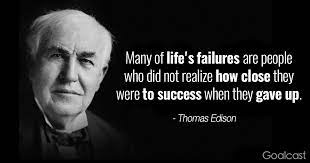 Many of life's failures are people
who did not realize how close they
were to success when they gave up.
- Thomas Edison
Goalcast